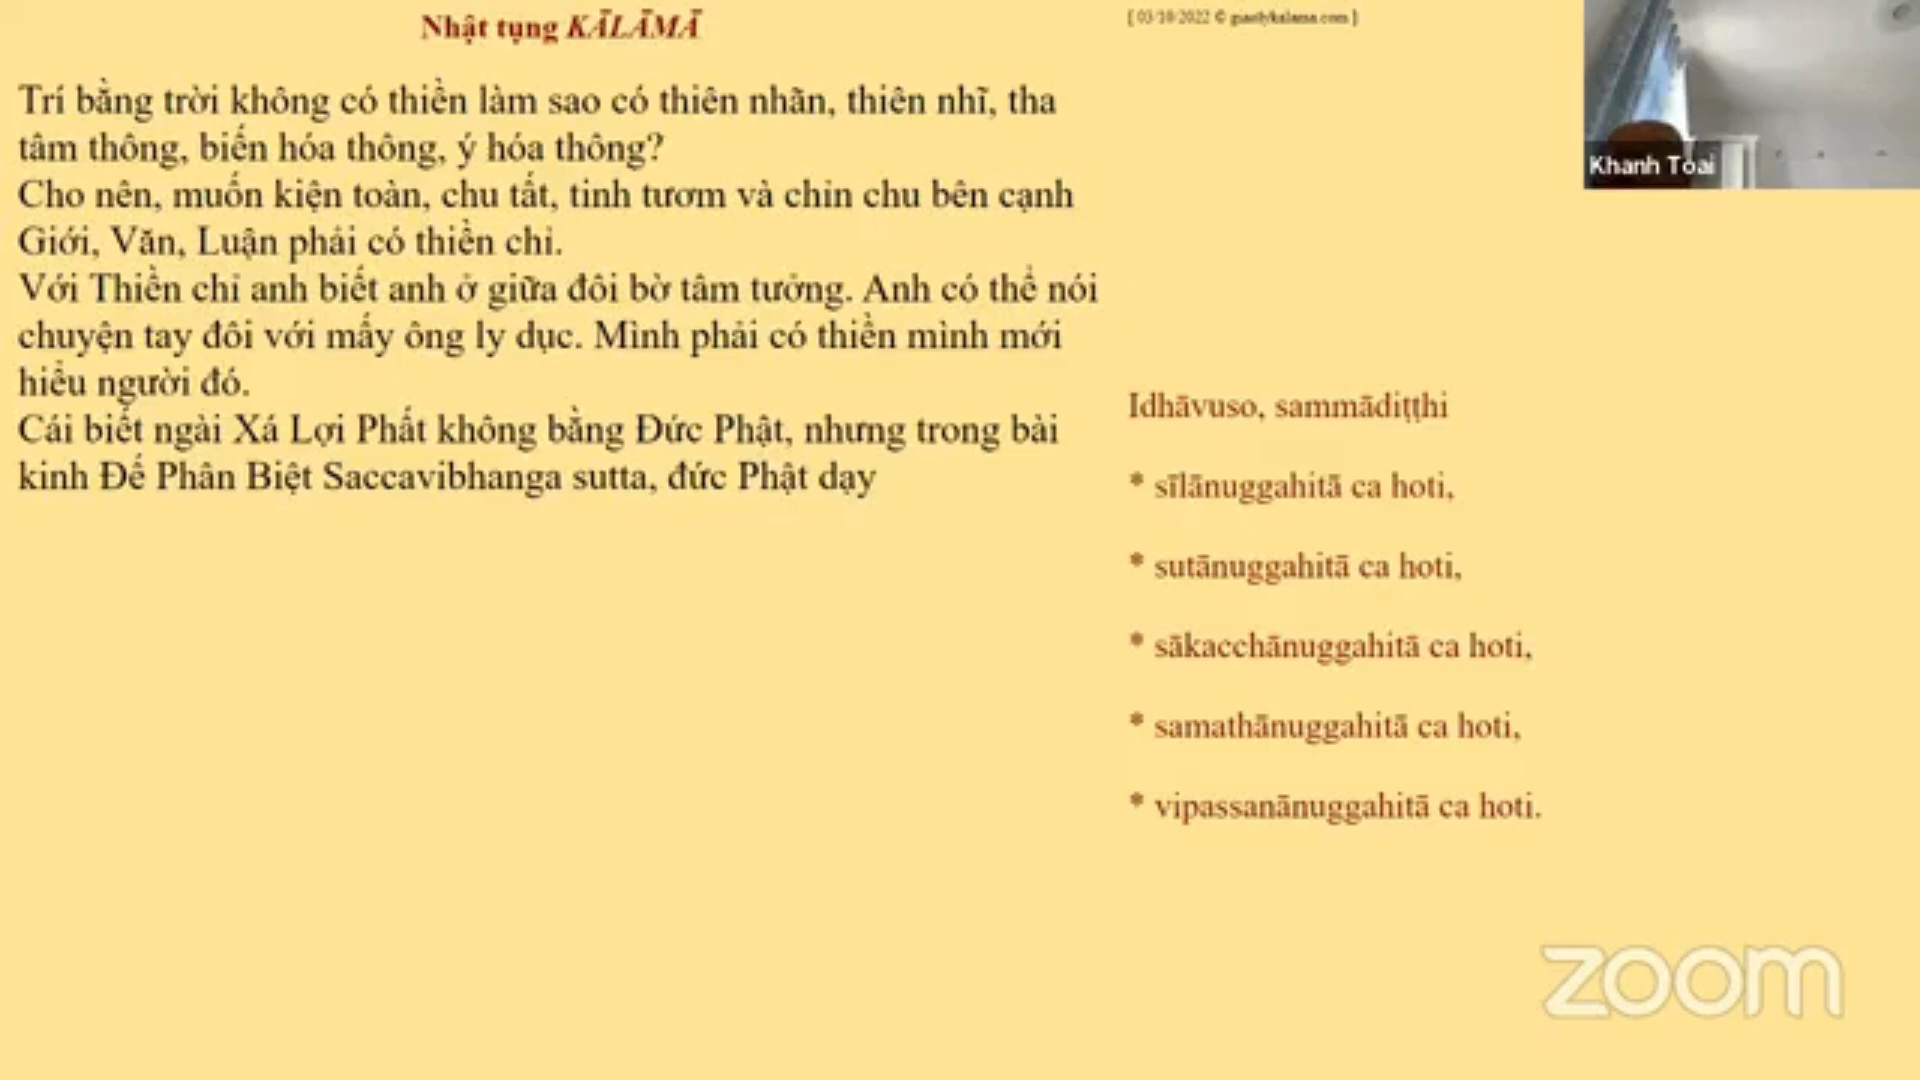 Nhật tụng KĀLĀMĀ
[ 03/10/2022 © giaolykalama.com ]
Trí bằng trời không có thiền làm sao có thiên nhãn, thiên nhĩ, tha
tâm thông, biến hóa thông, ý hóa thông?
Cho nên, muốn kiện toàn, chu tất, tinh tươm và chỉn chu bên cạnh
Giới, Văn, Luận phải có thiền chỉ.
Với Thiền chỉ anh biết anh ở giữa đôi bờ tâm tưởng. Anh có thể nói
chuyện tay đôi với mấy ông ly dục. Mình phải có thiền mình mới
hiểu người đó.
Cái biết ngài Xá Lợi Phất không bằng Đức Phật, nhưng trong bài
kinh Đế Phân Biệt Saccavibhanga sutta, đức Phật dạy
Idhāvuso, sammādiṭṭhi
* sīlānuggahitā ca hoti,
* sutānuggahitā ca hoti,
* sākacchānuggahitā ca hoti,
* samathānuggahitā ca hoti,
* vipassanānuggahitā ca hoti.
Khanh Toai
zoom